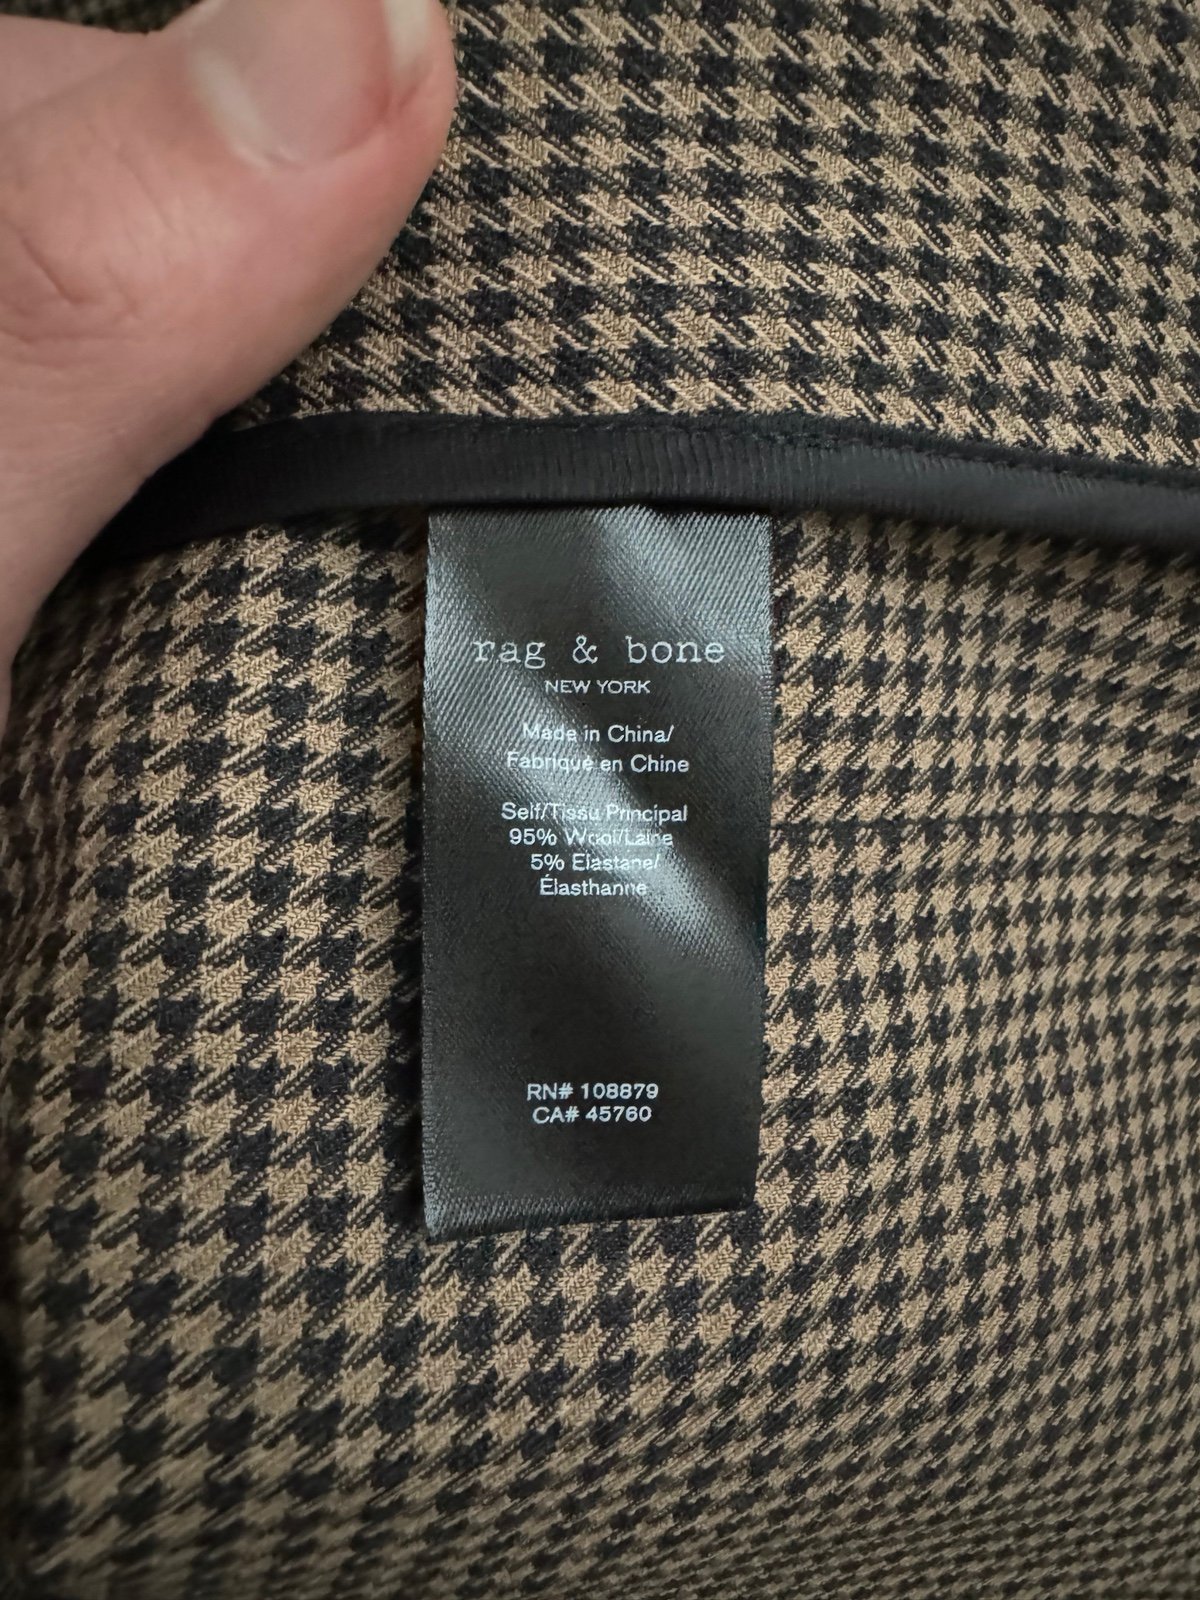 rag & bone
NEW YORK
Made in China/
Fabriqué en Chine
Self/Tissu Principal
95% Wool/Laine
5% Elastane/
Élasthanne
RN# 108879
CA# 45760